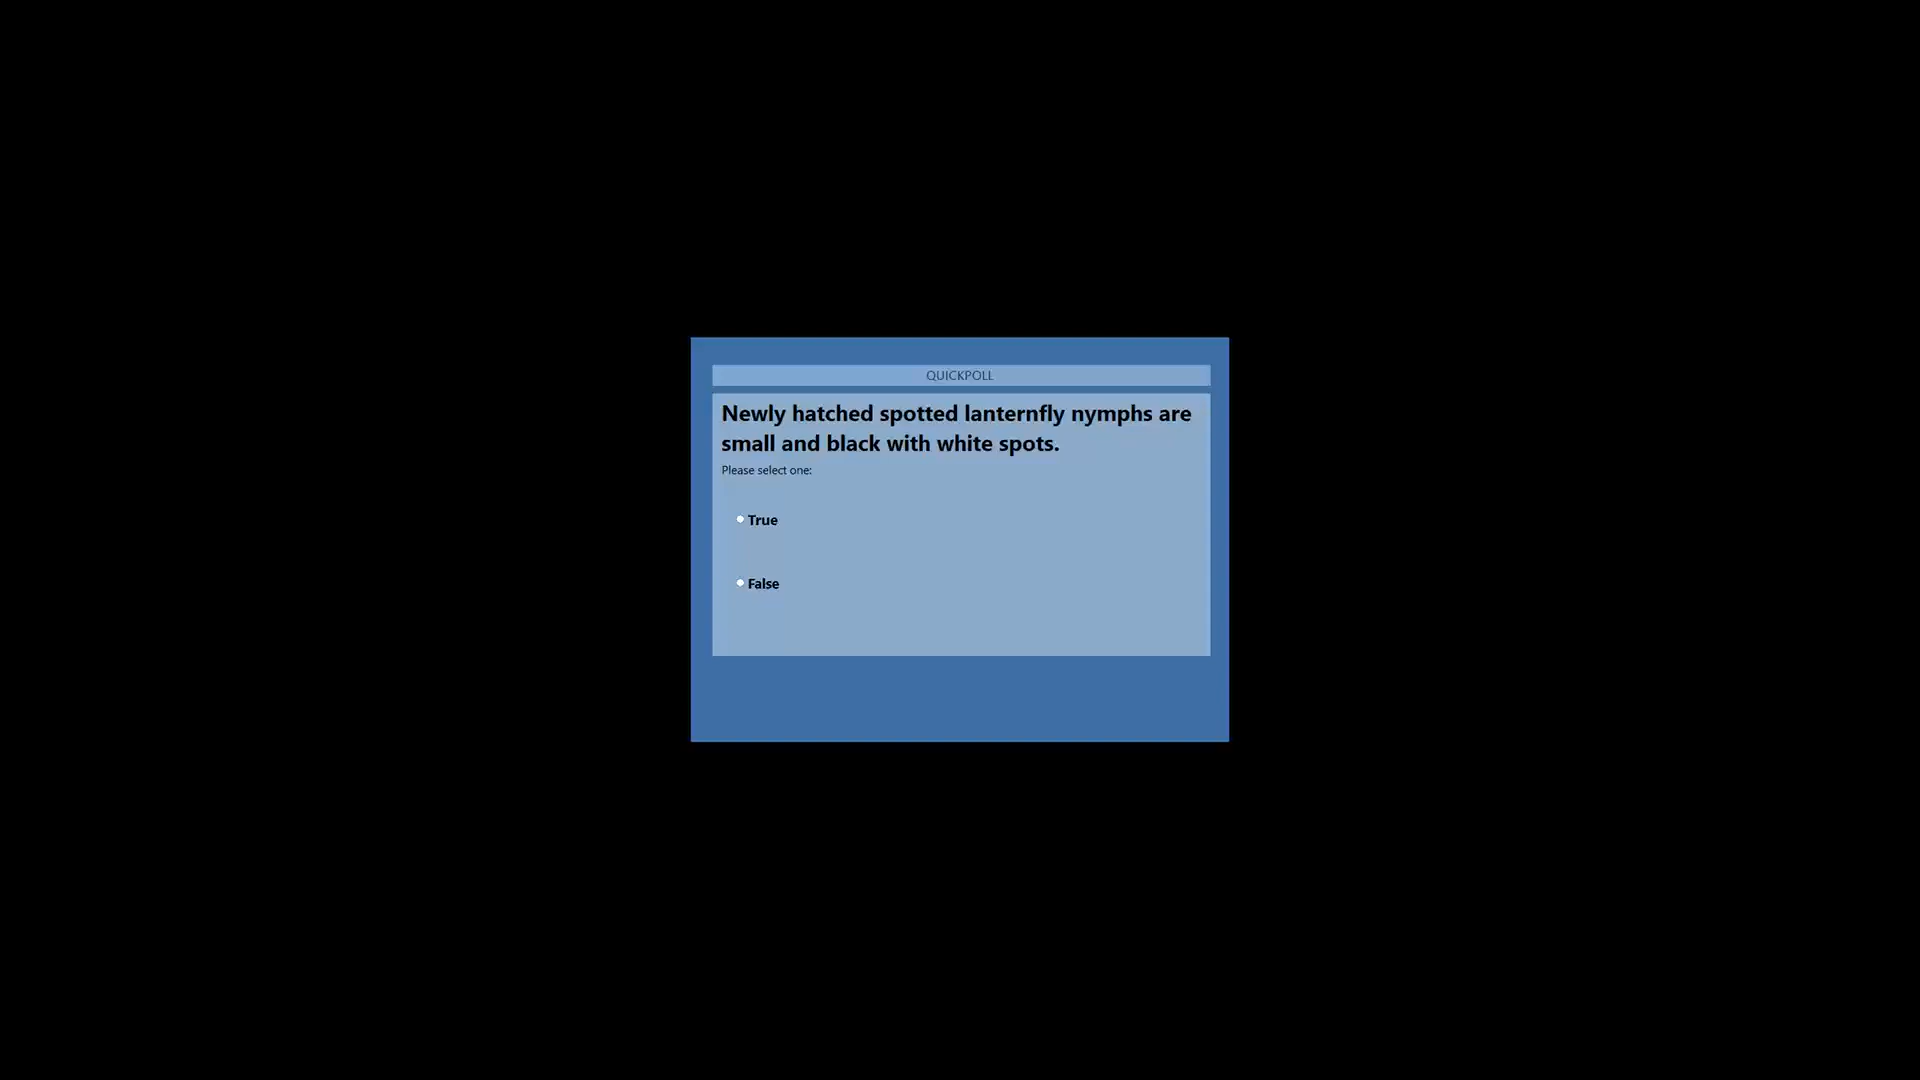 QUICKPOLL
Newly hatched spotted lanternfly nymphs are
small and black with white spots.
Please select one:
True
False